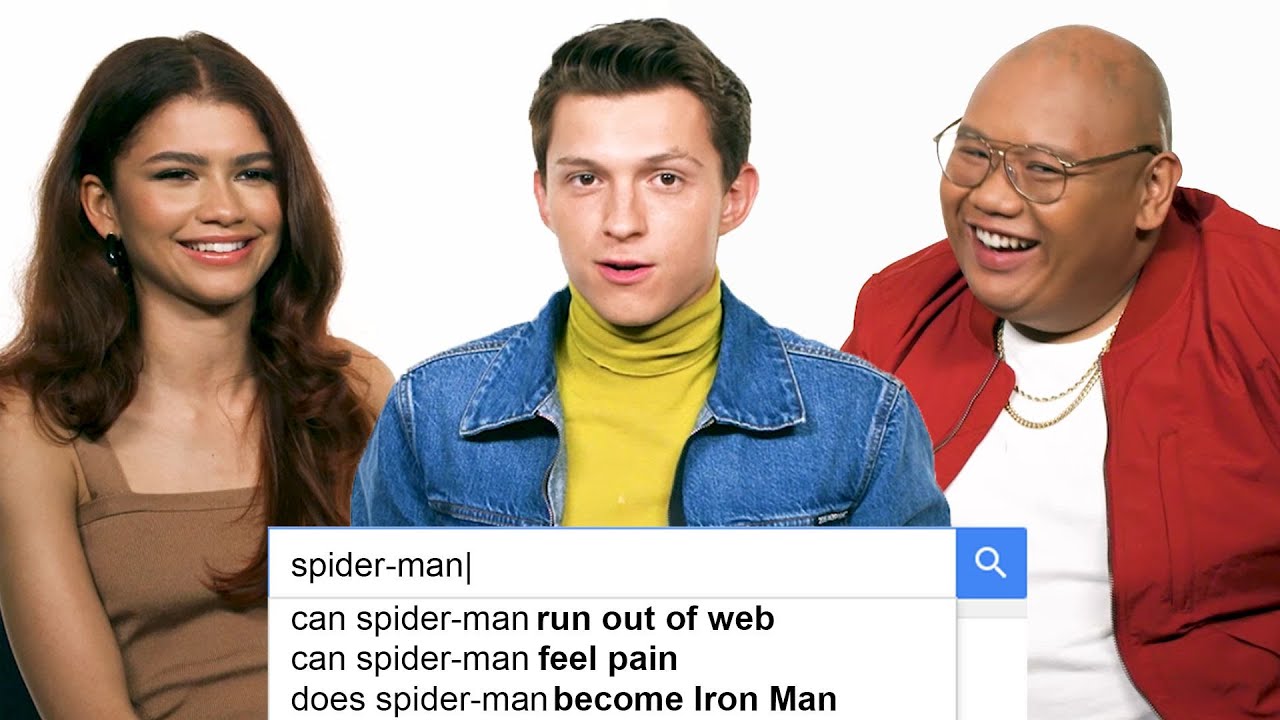 spider-man|
can spider-man run out of web
can spider-man feel pain
does spider-man become Iron Man